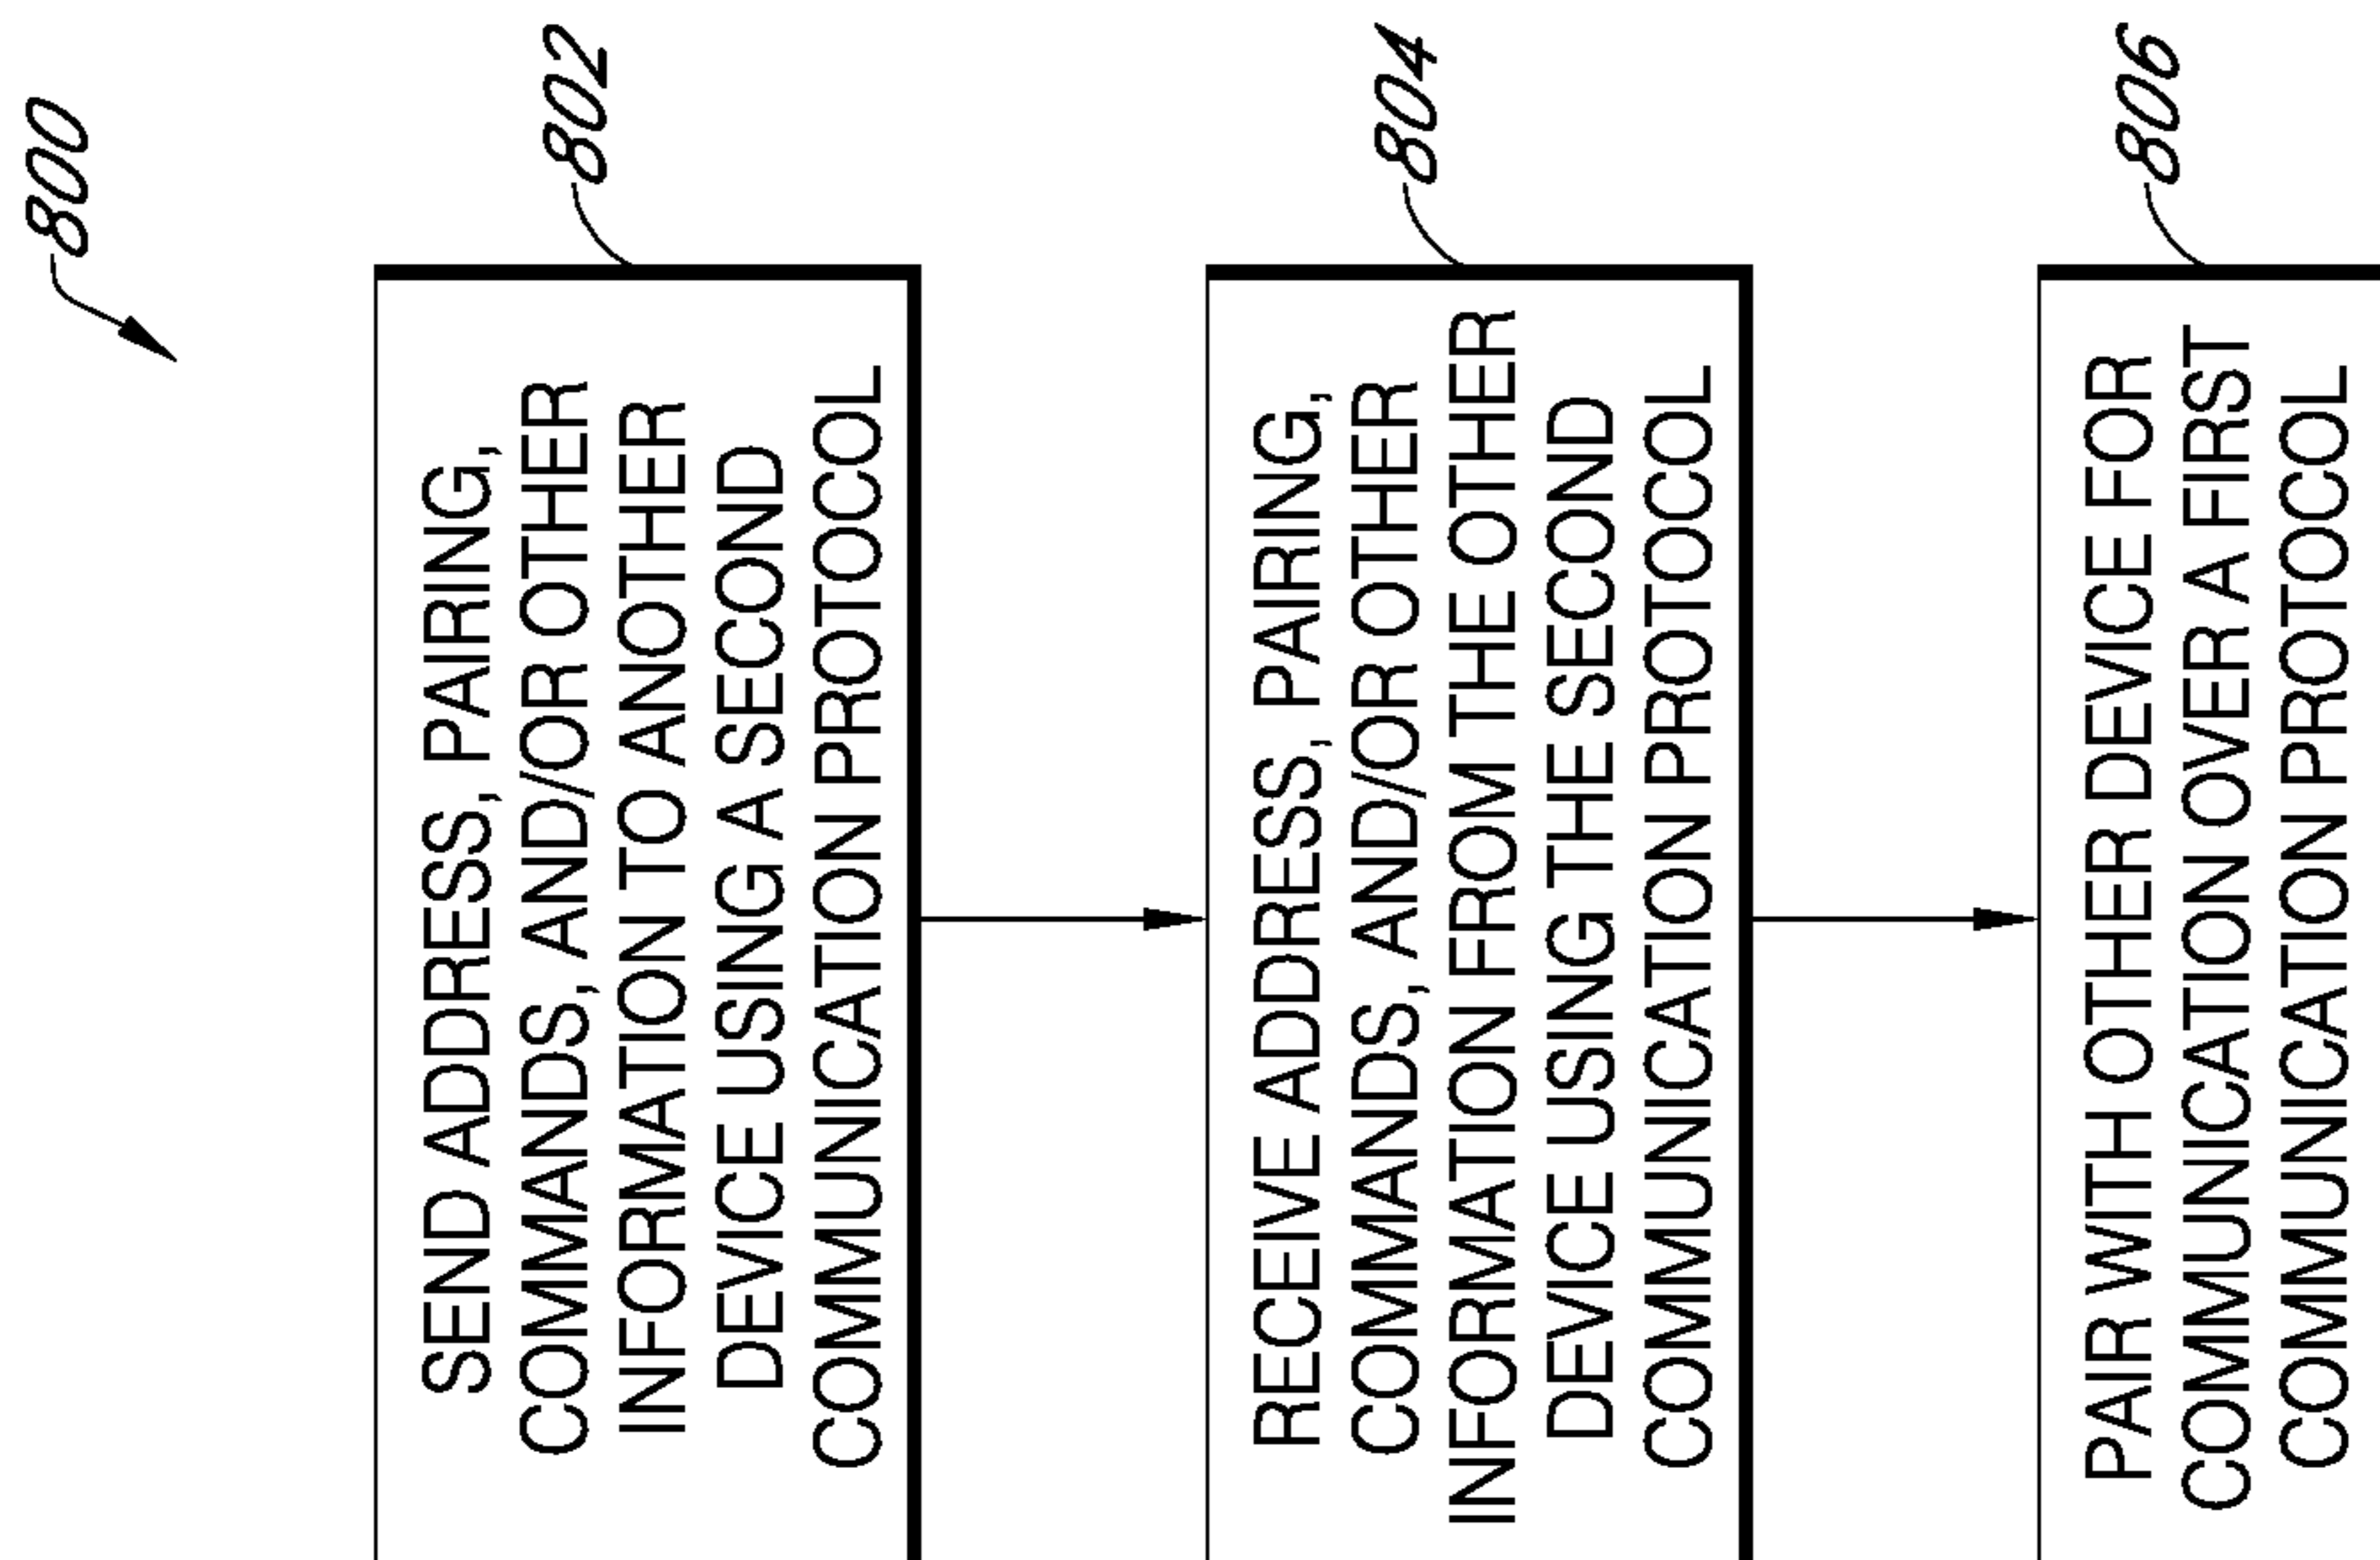 800
802
SEND ADDRESS, PAIRING,
COMMANDS, AND/OR OTHER
INFORMATION TO ANOTHER
DEVICE USING A SECOND
COMMUNICATION PROTOCOL
804
RECEIVE ADDRESS, PAIRING,
COMMANDS, AND/OR OTHER
INFORMATION FROM THE OTHER
DEVICE USING THE SECOND
COMMUNICATION PROTOCOL
806
PAIR WITH OTHER DEVICE FOR
COMMUNICATION OVER A FIRST
COMMUNICATION PROTOCOL